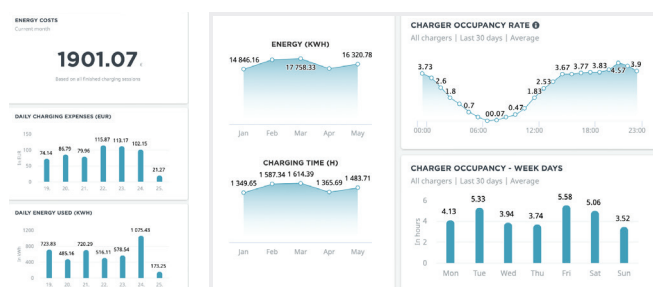 ENERGY COSTS
Current month
1901.07 €
Based on all finished charging sessions
DAILY CHARGING EXPENSES (EUR)
In EUR
150
100
50
0
74.14 86.79 79.96 115.87 113.17 102.15 21.27
19. 20. 21. 22. 23. 24. 25.
DAILY ENERGY USED (KWH)
In kWh
1200
800
400
0
723.83 485.16 720.29 516.11 578.54 1 075.43 173.25
19. 20. 21. 22. 23. 24. 25.
ENERGY (KWH)
14 846.16 17 758.33 16 320.78
Jan Feb Mar Apr May
CHARGING TIME (H)
1 349.65 1 587.34 1 614.39 1 365.69 1 483.71
Jan Feb Mar Apr May
CHARGER OCCUPANCY RATE
All chargers | Last 30 days | Average
3.73 2.6 1.8 0.7 00.07 0.47 1.83 2.53 3.67 3.77 3.83 4.57 3.9
00:00 06:00 12:00 18:00 23:00
CHARGER OCCUPANCY - WEEK DAYS
All chargers | Last 30 days | Average
In hours
6
4
2
0
4.13 5.33 3.94 3.74 5.58 5.06 3.52
Mon Tue Wed Thu Fri Sat Sun